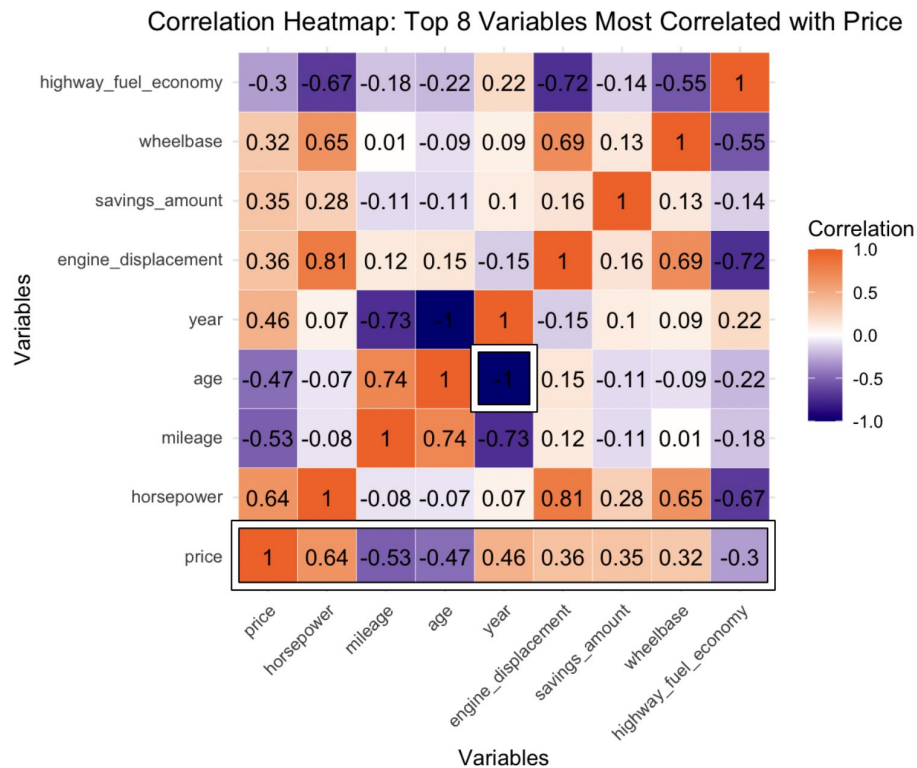 Correlation Heatmap: Top 8 Variables Most Correlated with Price
highway_fuel_economy -0.3 -0.67 -0.18 -0.22 0.22 -0.72 -0.14 -0.55 1
wheelbase 0.32 0.65 0.01 -0.09 0.09 0.69 0.13 1 -0.55
savings_amount 0.35 0.28 -0.11 -0.11 0.1 0.16 1 0.13 -0.14
engine_displacement 0.36 0.81 0.12 0.15 -0.15 1 0.16 0.69 -0.72
year 0.46 0.07 -0.73 -1 1 -0.15 0.1 0.09 0.22
age -0.47 -0.07 0.74 1 -1 0.15 -0.11 -0.09 -0.22
mileage -0.53 -0.08 1 0.74 -0.73 0.12 -0.11 0.01 -0.18
horsepower 0.64 1 -0.08 -0.07 0.07 0.81 0.28 0.65 -0.67
price 1 0.64 -0.53 -0.47 0.46 0.36 0.35 0.32 -0.3
price horsepower mileage age year engine_displacement savings_amount wheelbase highway_fuel_economy
Variables
Variables
Correlation
1.0
0.5
0.0
-0.5
-1.0